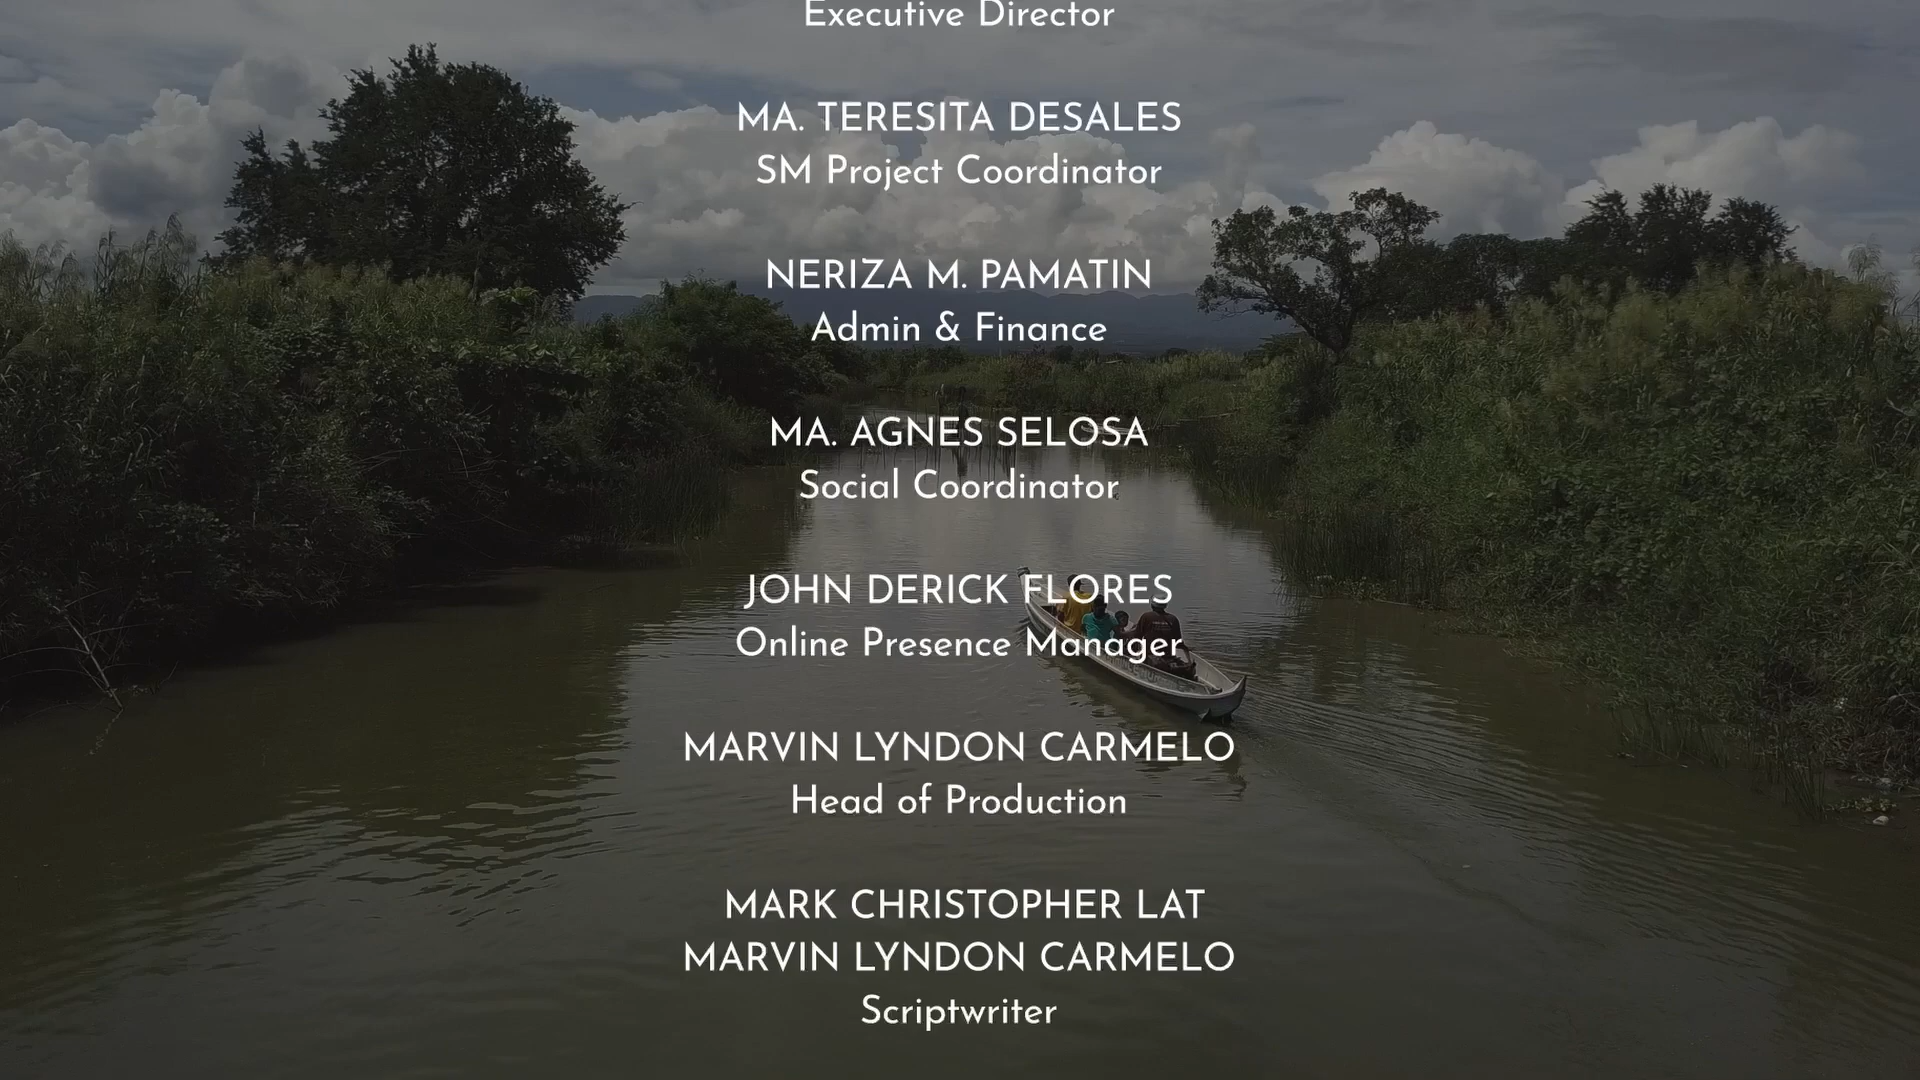 Executive Director
MA. TERESITA DESALES
SM Project Coordinator
NERIZA M. PAMATIN
Admin & Finance
MA. AGNES SELOSA
Social Coordinator
JOHN DERICK FLORES
Online Presence Manager
MARVIN LYNDON CARMELO
Head of Production
MARK CHRISTOPHER LAT
MARVIN LYNDON CARMELO
Scriptwriter